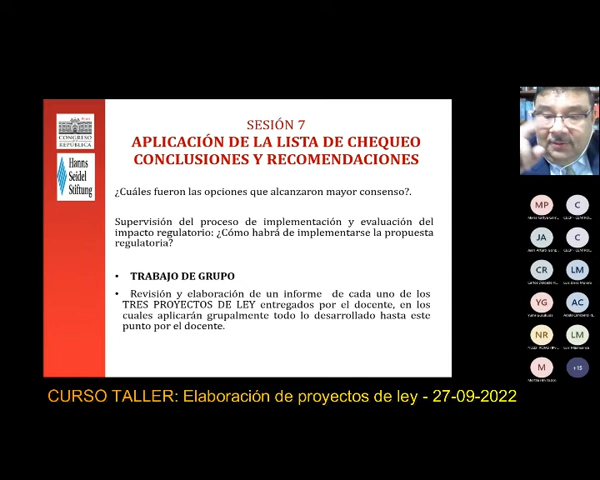 SESIÓN 7
APLICACIÓN DE LA LISTA DE CHEQUEO
CONCLUSIONES Y RECOMENDACIONES
CONGRESO
REPÚBLICA
Hanns
Seidel
Stiftung
¿Cuáles fueron las opciones que alcanzaron mayor consenso?.
Supervisión del proceso de implementación y evaluación del
impacto regulatorio: ¿Cómo habrá de implementarse la propuesta
regulatoria?
• TRABAJO DE GRUPO
• Revisión y elaboración de un informe de cada uno de los
TRES PROYECTOS DE LEY entregados por el docente, en los
cuales aplicarán grupalmente todo lo desarrollado hasta este
punto por el docente.
MP
C
JA
C
CR
LM
YG
AC
NR
LM
M
+15
CURSO TALLER: Elaboración de proyectos de ley - 27-09-2022